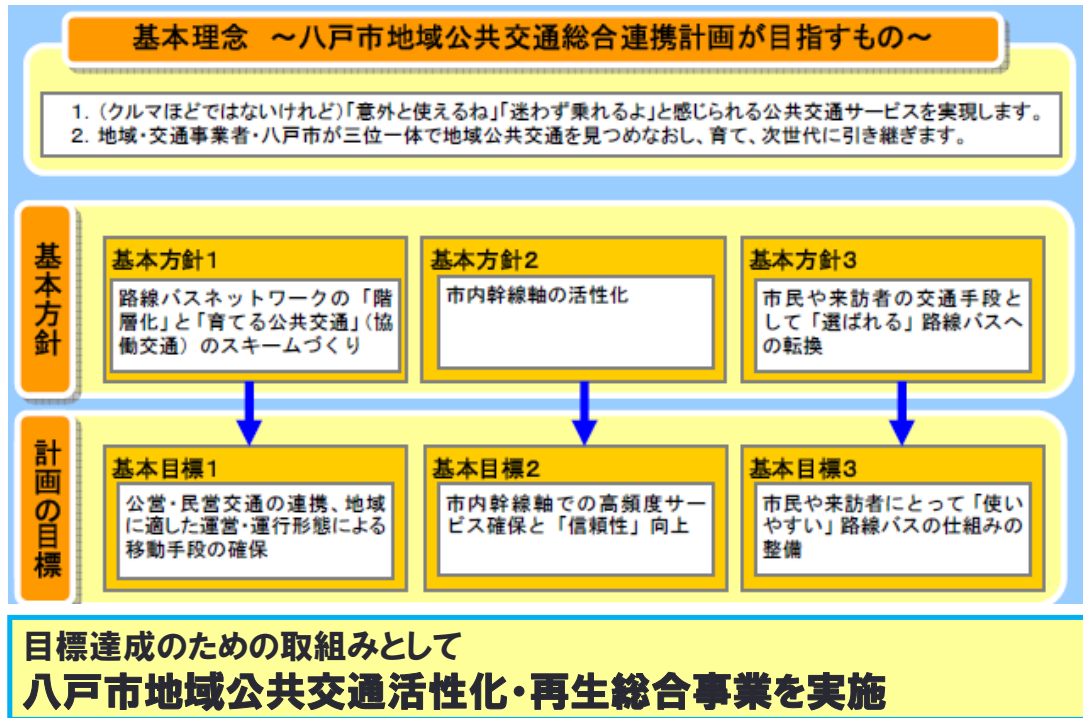 基本理念 ～八戸市地域公共交通総合連携計画が目指すもの～
1. (クルマほどではないけれど)「意外と使えるね」「迷わず乗れるよ」と感じられる公共交通サービスを実現します。
2. 地域・交通事業者・八戸市が三位一体で地域公共交通を見つめなおし、育て、次世代に引き継ぎます。
基本方針
基本方針1
路線バスネットワークの「階
層化」と「育てる公共交通」(協
働交通) のスキームづくり
基本方針2
市内幹線軸の活性化
基本方針3
市民や来訪者の交通手段と
して「選ばれる」路線バスへ
の転換
計画の目標
基本目標1
公営・民営交通の連携、地域
に適した運営・運行形態による
移動手段の確保
基本目標2
市内幹線軸での高頻度サー
ビス確保と「信頼性」向上
基本目標3
市民や来訪者にとって「使い
やすい」路線バスの仕組みの
整備
目標達成のための取組みとして
八戸市地域公共交通活性化・再生総合事業を実施